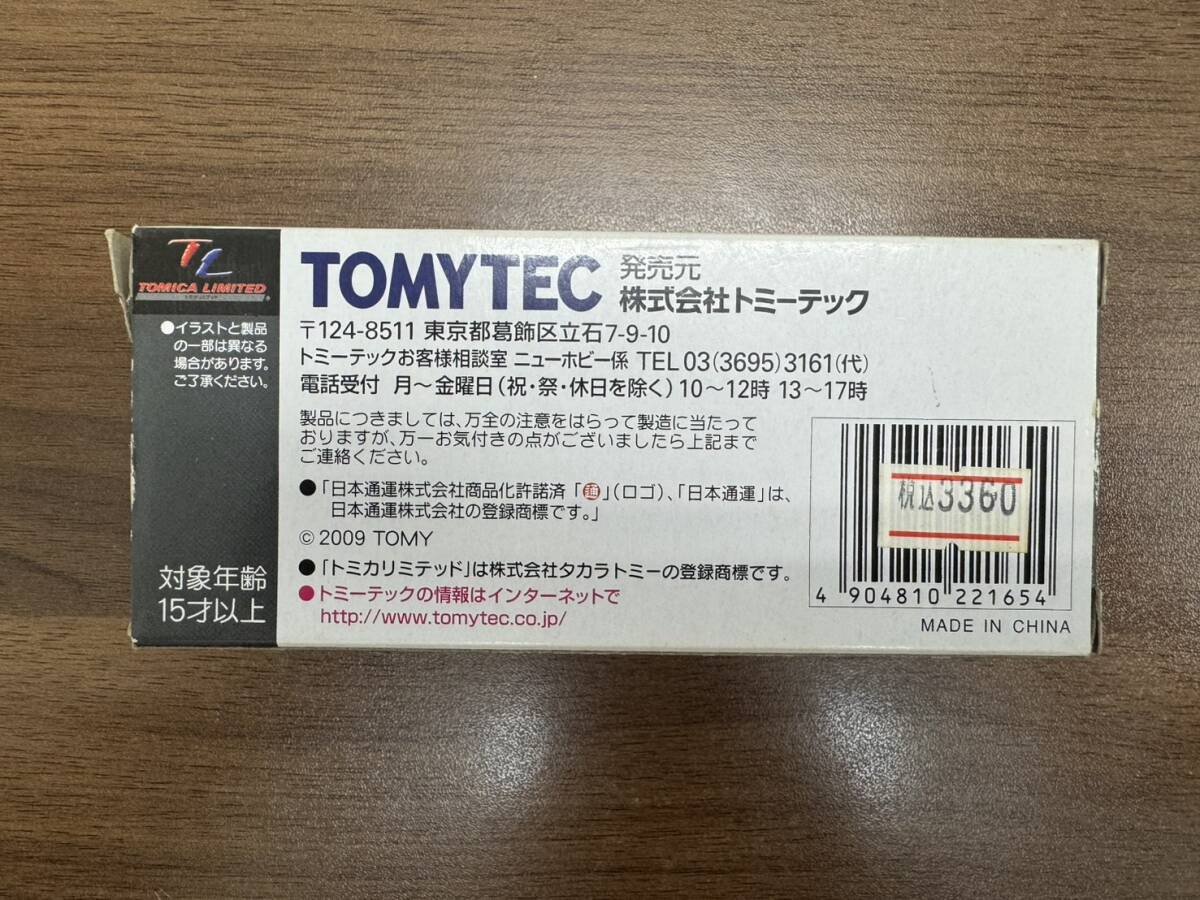 TL
TOMICA LIMITED
●イラストと製品
の一部は異なる
場合があります。
ご了承ください。
対象年齢
15才以上
TOMYTEC 発売元
株式会社トミーテック
〒124-8511 東京都葛飾区立石7-9-10
トミーテックお客様相談室 ニューホビー係 TEL 03(3695)3161(代)
電話受付 月〜金曜日(祝・祭・休日を除く)10〜12時 13〜17時
製品につきましては、万全の注意をはらって製造に当たって
おりますが、万一お気付きの点がございましたら上記まで
ご連絡ください。
●「日本通運株式会社商品化許諾済「通」(ロゴ)、「日本通運」は、
日本通運株式会社の登録商標です。」
© 2009 TOMY
●「トミカリミテッド」は株式会社タカラトミーの登録商標です。
●トミーテックの情報はインターネットで
http://www.tomytec.co.jp/
税込3360
4 904810 221654
MADE IN CHINA